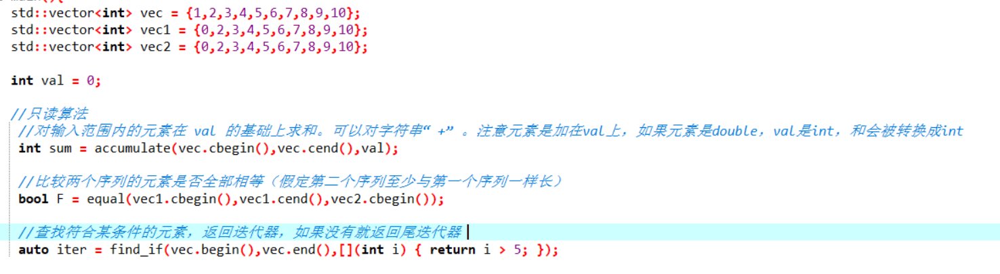 std::vector<int> vec = {1,2,3,4,5,6,7,8,9,10};
std::vector<int> vec1 = {0,2,3,4,5,6,7,8,9,10};
std::vector<int> vec2 = {0,2,3,4,5,6,7,8,9,10};
int val = 0;
//只读算法
//对输入范围内的元素在 val 的基础上求和。可以对字符串“ +” 。注意元素是加在val上，如果元素是double，val是int，和会被转换成int
int sum = accumulate(vec.cbegin(),vec.cend(),val);
//比较两个序列的元素是否全部相等（假定第二个序列至少与第一个序列一样长）
bool F = equal(vec1.cbegin(),vec1.cend(),vec2.cbegin());
//查找符合某条件的元素，返回迭代器，如果没有就返回尾迭代器
auto iter = find_if(vec.begin(),vec.end(),[](int i) { return i > 5; });